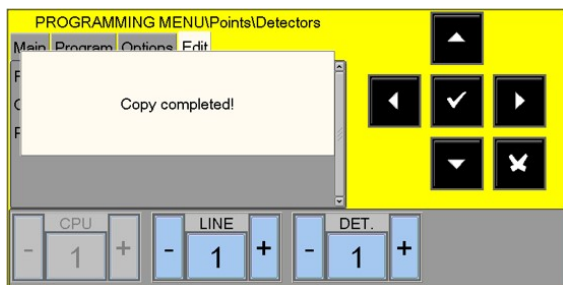 PROGRAMMING MENU\Points\Detectors
Main Program Options Edit
Copy completed!
CPU LINE DET.
- 1 + - 1 + - 1 +